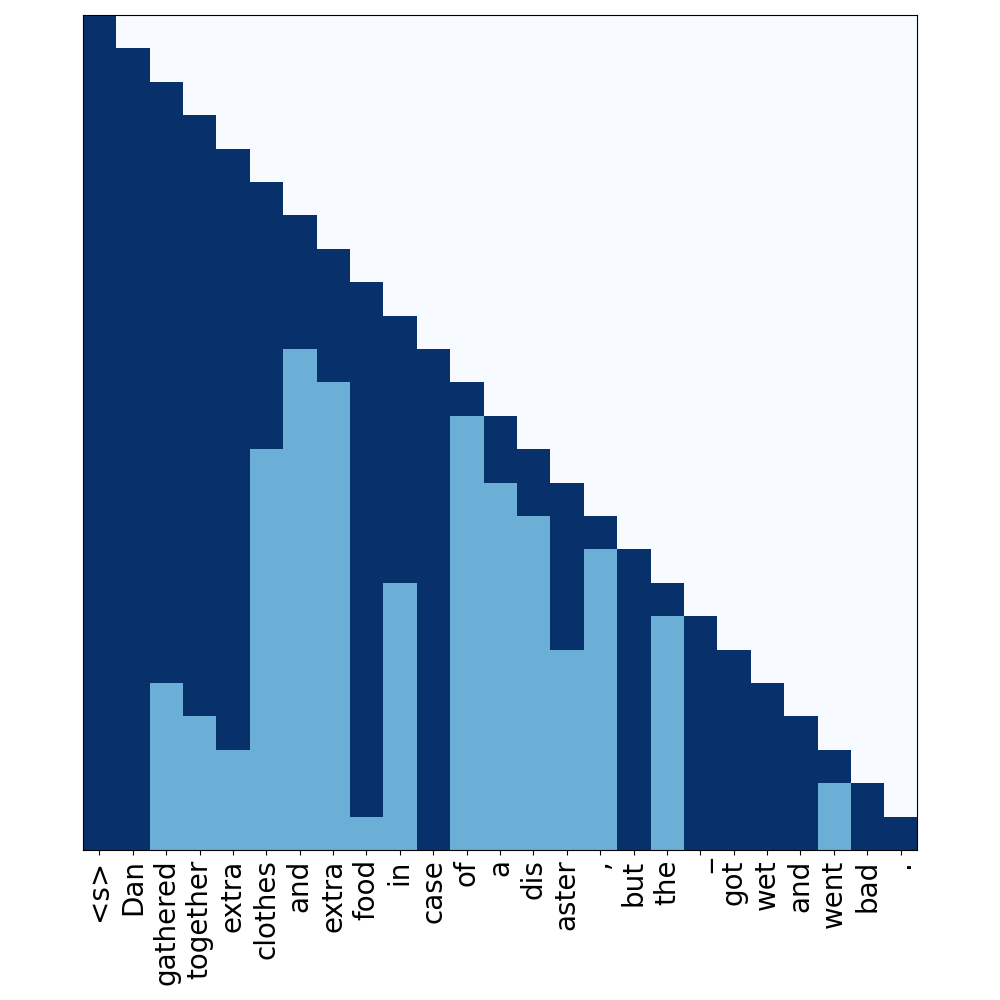 <s> Dan gathered together extra clothes and extra food in case of a dis aster , but the _ got wet and went bad .